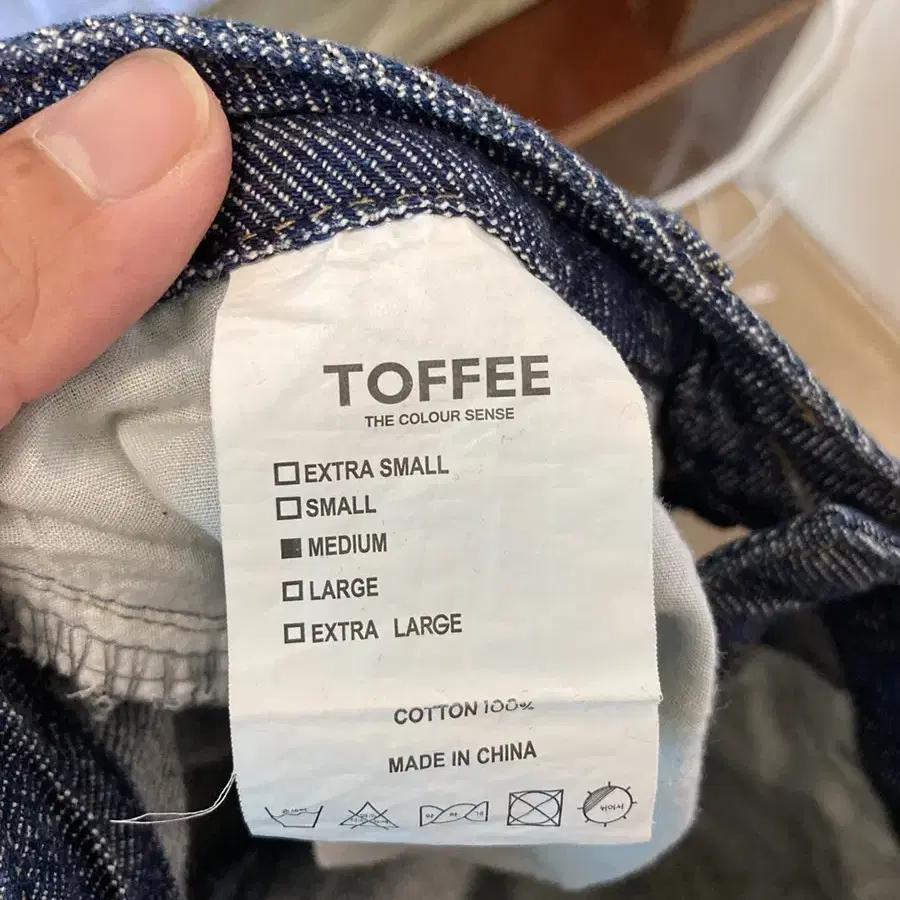 TOFFEE
THE COLOUR SENSE
EXTRA SMALL
SMALL
MEDIUM
LARGE
EXTRA LARGE
COTTON 100%
MADE IN CHINA